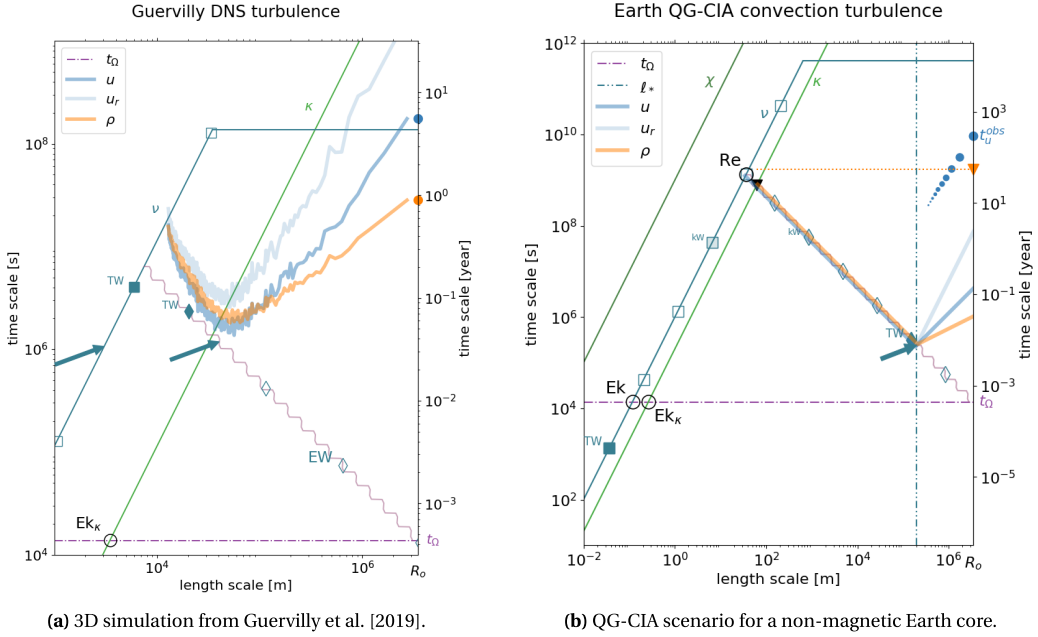 Guervilly DNS turbulence
t_Ω
u
u_r
ρ
κ
ν
TW
TW
EW
Ek_κ
t_Ω
10^8
10^6
10^4
time scale [s]
10^1
10^0
10^-1
10^-2
10^-3
time scale [year]
10^4
10^6
R_o
length scale [m]
(a) 3D simulation from Guervilly et al. [2019].
Earth QG-CIA convection turbulence
t_Ω
ℓ_*
u
u_r
ρ
χ
κ
ν
t_u^obs
Re
kW
kW
TW
Ek
Ek_κ
TW
t_Ω
10^12
10^10
10^8
10^6
10^4
10^2
time scale [s]
10^3
10^1
10^-1
10^-3
10^-5
time scale [year]
10^-2
10^0
10^2
10^4
10^6
R_o
length scale [m]
(b) QG-CIA scenario for a non-magnetic Earth core.